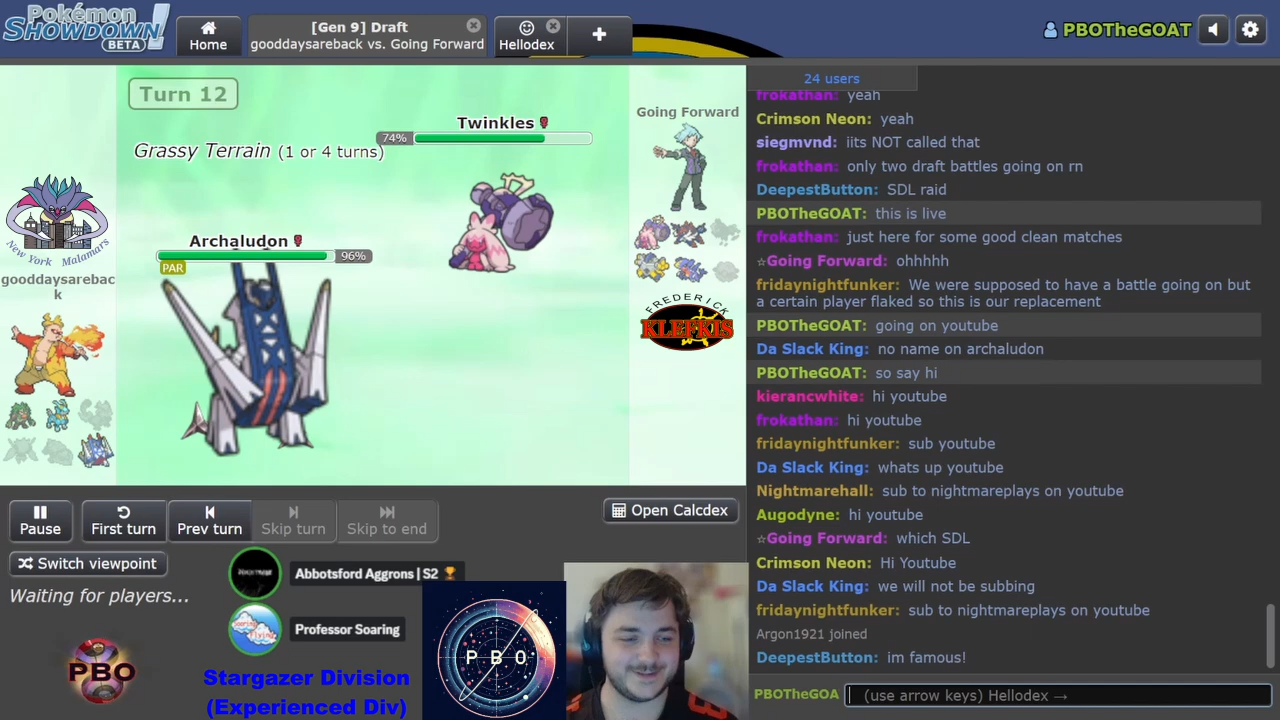 Pokémon
SHOWDOWN!
BETA
Home
[Gen 9] Draft
gooddaysareback vs. Going Forward
Hellodex
+
PBOTheGOAT
Turn 12
Grassy Terrain (1 or 4 turns)
Twinkles
74%
Archaludon
96%
PAR
New York Malamars
gooddaysarebac
k
Going Forward
FREDERICK
KLEFKIS
Pause
First turn
Prev turn
Skip turn
Skip to end
Open Calcdex
Switch viewpoint
Waiting for players...
Abbotsford Aggrons | S2
Professor Soaring
PBO
Stargazer Division
(Experienced Div)
P B O
24 users
frokathan: yeah
Crimson Neon: yeah
siegmvnd: iits NOT called that
frokathan: only two draft battles going on rn
DeepestButton: SDL raid
PBOTheGOAT: this is live
frokathan: just here for some good clean matches
☆Going Forward: ohhhhh
fridaynightfunker: We were supposed to have a battle going on but
a certain player flaked so this is our replacement
PBOTheGOAT: going on youtube
Da Slack King: no name on archaludon
PBOTheGOAT: so say hi
kierancwhite: hi youtube
frokathan: hi youtube
fridaynightfunker: sub youtube
Da Slack King: whats up youtube
Nightmarehall: sub to nightmareplays on youtube
Augodyne: hi youtube
☆Going Forward: which SDL
Crimson Neon: Hi Youtube
Da Slack King: we will not be subbing
fridaynightfunker: sub to nightmareplays on youtube
Argon1921 joined
DeepestButton: im famous!
PBOTheGOA
(use arrow keys) Hellodex →